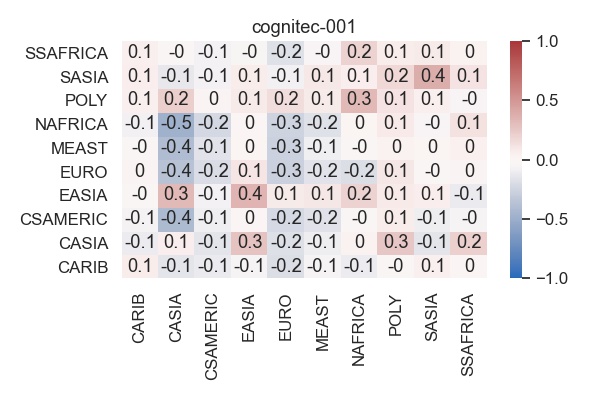 cognitec-001
SSAFRICA 0.1 -0 -0.1 -0 -0.2 -0 0.2 0.1 0.1 0
SASIA 0.1 -0.1 -0.1 0.1 -0.1 0.1 0.1 0.2 0.4 0.1
POLY 0.1 0.2 0 0.1 0.2 0.1 0.3 0.1 0.1 -0
NAFRICA -0.1 -0.5 -0.2 0 -0.3 -0.2 0 0.1 -0 0.1
MEAST -0 -0.4 -0.1 0 -0.3 -0.1 -0 0 0 0
EURO 0 -0.4 -0.2 0.1 -0.3 -0.2 -0.2 0.1 -0 0
EASIA -0 0.3 -0.1 0.4 0.1 0.1 0.2 0.1 0.1 -0.1
CSAMERIC -0.1 -0.4 -0.1 0 -0.2 -0.2 -0 0.1 -0.1 -0
CASIA -0.1 0.1 -0.1 0.3 -0.2 -0.1 0 0.3 -0.1 0.2
CARIB 0.1 -0.1 -0.1 -0.1 -0.2 -0.1 -0.1 -0 0.1 0
CARIB CASIA CSAMERIC EASIA EURO MEAST NAFRICA POLY SASIA SSAFRICA
1.0
0.5
0.0
−0.5
−1.0